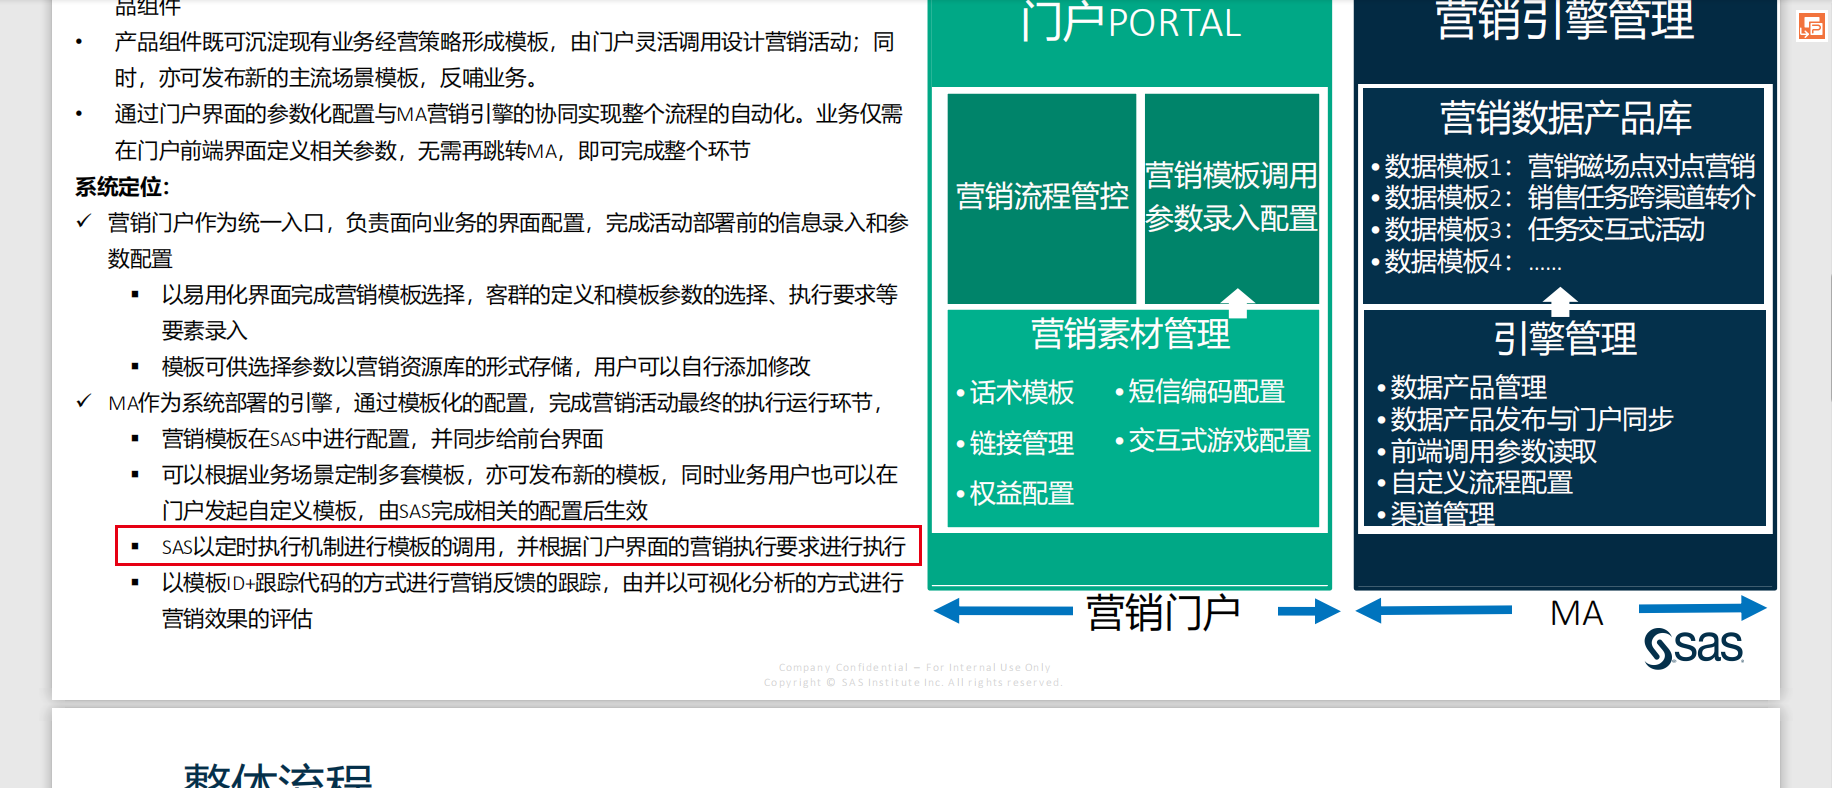 品组件
• 产品组件既可沉淀现有业务经营策略形成模板，由门户灵活调用设计营销活动；同
时，亦可发布新的主流场景模板，反哺业务。
• 通过门户界面的参数化配置与MA营销引擎的协同实现整个流程的自动化。业务仅需
在门户前端界面定义相关参数，无需再跳转MA，即可完成整个环节
系统定位：
✓ 营销门户作为统一入口，负责面向业务的界面配置，完成活动部署前的信息录入和参
数配置
▪ 以易用化界面完成营销模板选择，客群的定义和模板参数的选择、执行要求等
要素录入
▪ 模板可供选择参数以营销资源库的形式存储，用户可以自行添加修改
✓ MA作为系统部署的引擎，通过模板化的配置，完成营销活动最终的执行运行环节，
▪ 营销模板在SAS中进行配置，并同步给前台界面
▪ 可以根据业务场景定制多套模板，亦可发布新的模板，同时业务用户也可以在
门户发起自定义模板，由SAS完成相关的配置后生效
▪ SAS以定时执行机制进行模板的调用，并根据门户界面的营销执行要求进行执行
▪ 以模板ID+跟踪代码的方式进行营销反馈的跟踪，由并以可视化分析的方式进行
营销效果的评估
门户PORTAL
营销流程管控
营销模板调用
参数录入配置
营销素材管理
• 话术模板
• 链接管理
• 权益配置
• 短信编码配置
• 交互式游戏配置
营销门户
营销引擎管理
营销数据产品库
• 数据模板1：营销磁场点对点营销
• 数据模板2：销售任务跨渠道转介
• 数据模板3：任务交互式活动
• 数据模板4：……
引擎管理
• 数据产品管理
• 数据产品发布与门户同步
• 前端调用参数读取
• 自定义流程配置
• 渠道管理
MA
sas
Company Confidential – For Internal Use Only
Copyright © SAS Institute Inc. All rights reserved.
整体流程